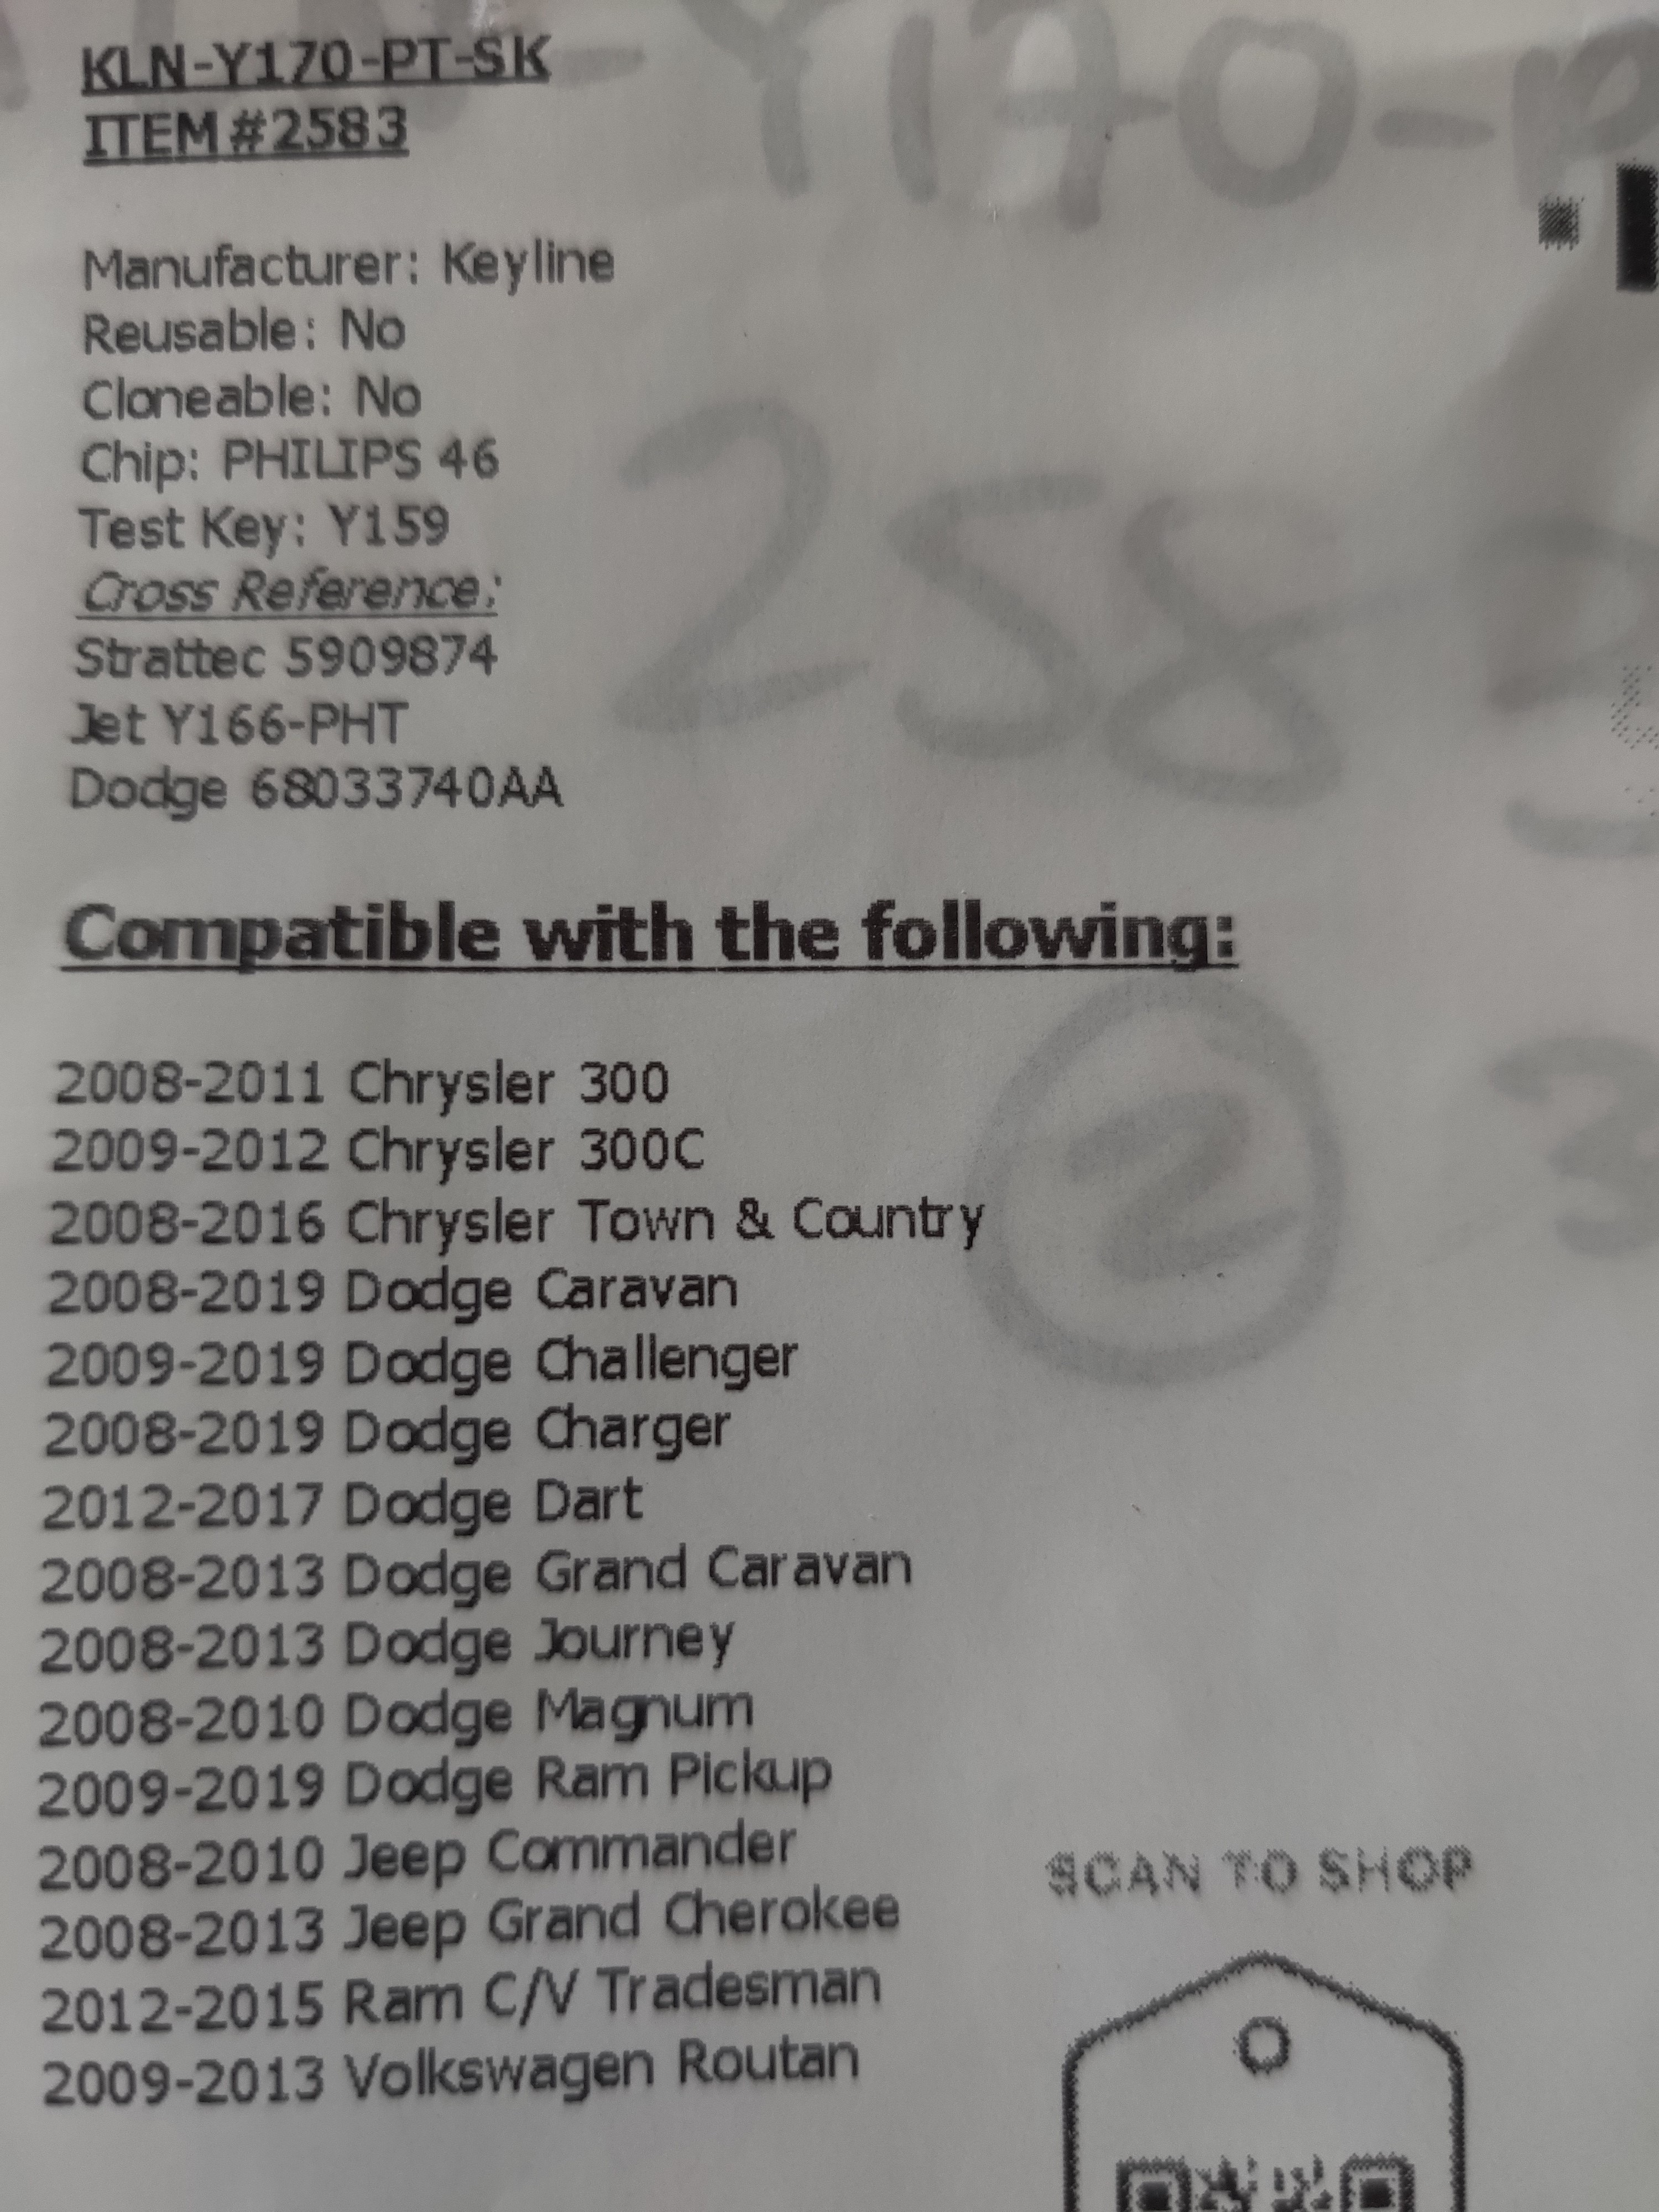 KLN-Y170-PT-SK
ITEM#2583
Manufacturer: Keyline
Reusable: No
Cloneable: No
Chip: PHILIPS 46
Test Key: Y159
Cross Reference:
Strattec 5909874
Jet Y166-PHT
Dodge 68033740AA
258
Compatible with the following:
2
2008-2011 Chrysler 300
2009-2012 Chrysler 300C
2008-2016 Chrysler Town & Country
2008-2019 Dodge Caravan
2009-2019 Dodge Challenger
2008-2019 Dodge Charger
2012-2017 Dodge Dart
2008-2013 Dodge Grand Caravan
2008-2013 Dodge Journey
2008-2010 Dodge Magnum
2009-2019 Dodge Ram Pickup
2008-2010 Jeep Commander
2008-2013 Jeep Grand Cherokee
2012-2015 Ram C/V Tradesman
2009-2013 Volkswagen Routan
SCAN TO SHOP